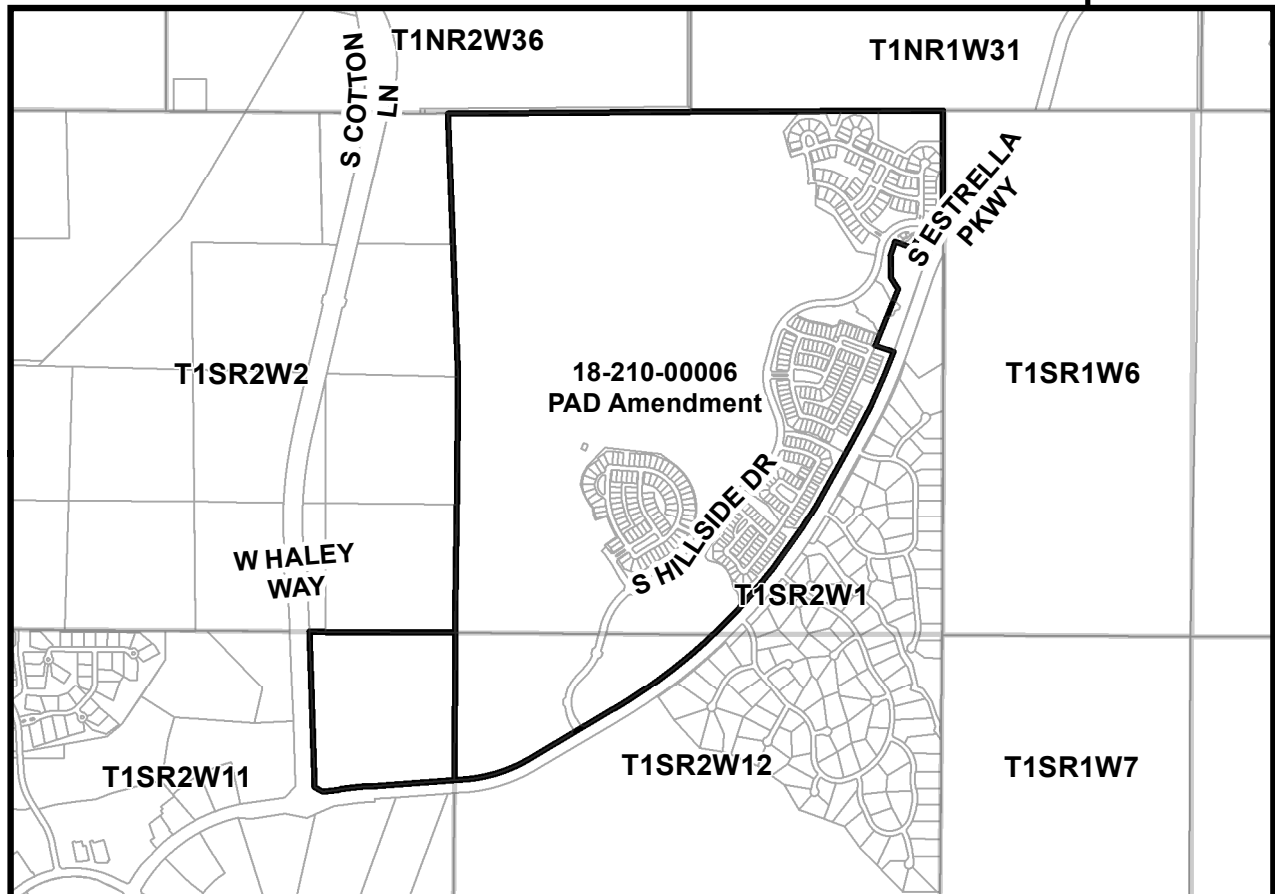 T1NR2W36
T1NR1W31
S COTTON
LN
S ESTRELLA
PKWY
T1SR2W2
18-210-00006
PAD Amendment
T1SR1W6
S HILLSIDE DR
W HALEY
WAY
T1SR2W1
T1SR2W11
T1SR2W12
T1SR1W7